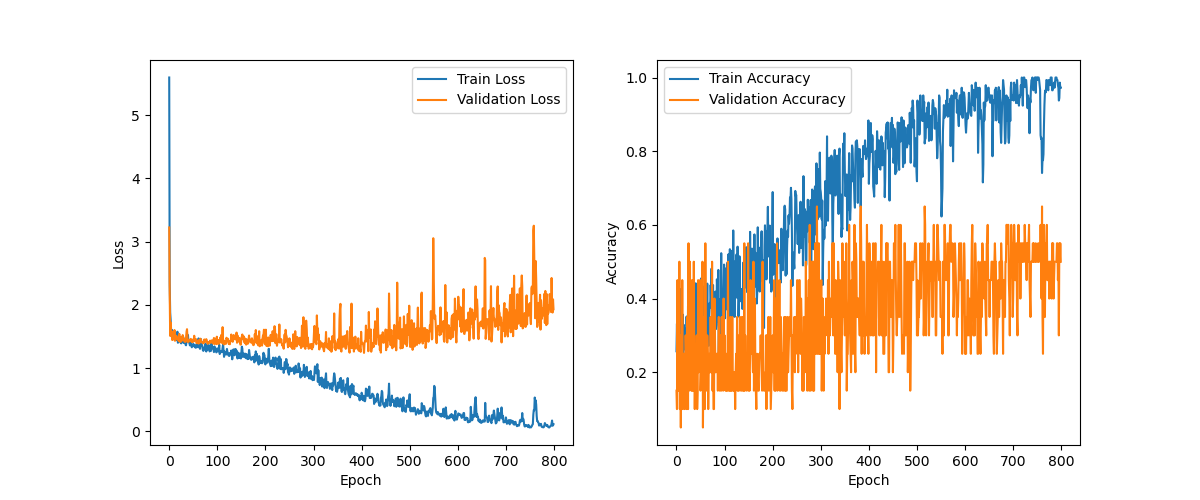 Train Loss
Validation Loss
5
4
3
2
1
0
Loss
0 100 200 300 400 500 600 700 800
Epoch
Train Accuracy
Validation Accuracy
1.0
0.8
0.6
0.4
0.2
Accuracy
0 100 200 300 400 500 600 700 800
Epoch